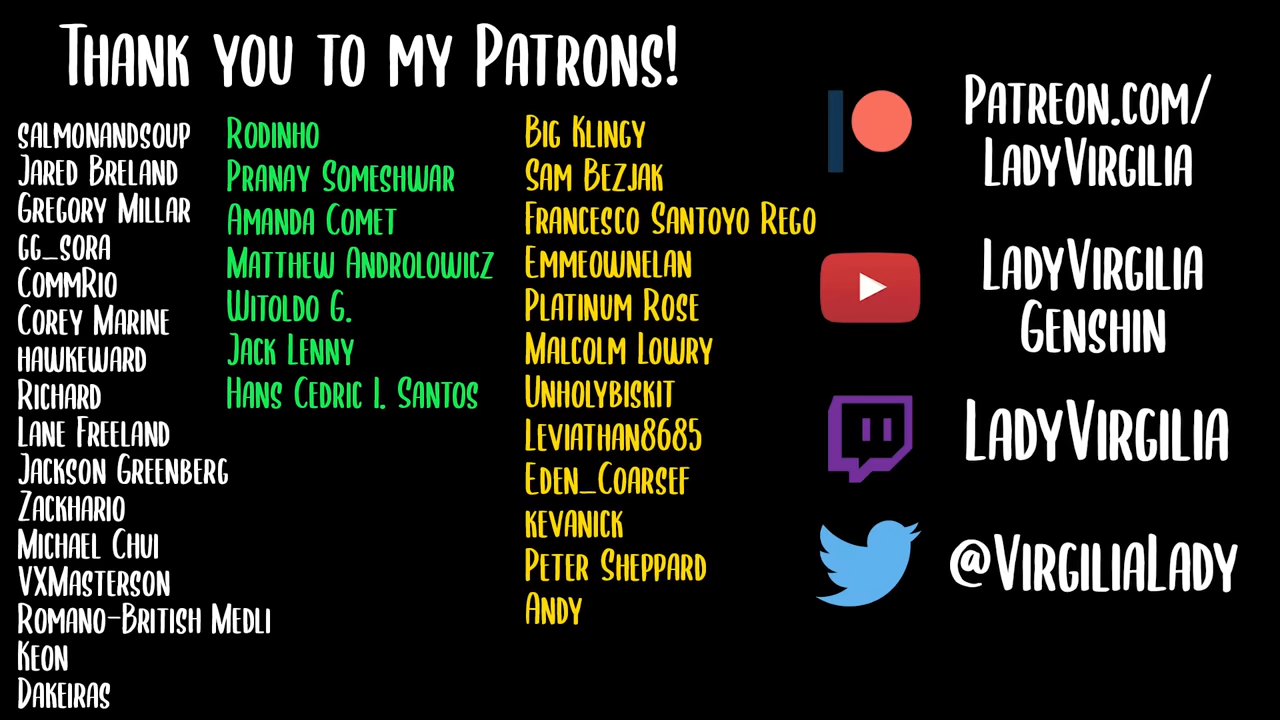 Thank you to my Patrons!
salmonandsoup
Jared Breland
Gregory Millar
gg_sora
CommRio
Corey Marine
hawkeward
Richard
Lane Freeland
Jackson Greenberg
Zackhario
Michael Chui
VXMasterson
Romano-British Medli
Keon
Dakeiras
Rodinho
Pranay Someshwar
Amanda Comet
Matthew Androlowicz
Witoldo G.
Jack Lenny
Hans Cedric I. Santos
Big Klingy
Sam Bezjak
Francesco Santoyo Rego
Emmeownelan
Platinum Rose
Malcolm Lowry
Unholybiskit
Leviathan8685
Eden_Coarsef
kevanick
Peter Sheppard
Andy
Patreon.com/
LadyVirgilia
LadyVirgilia
Genshin
LadyVirgilia
@VirgiliaLady